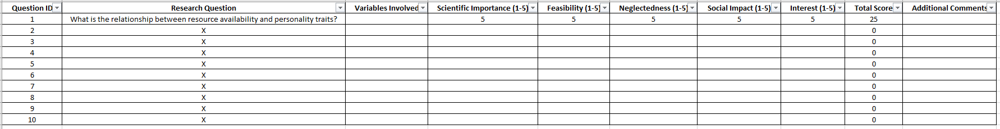 Question ID Research Question Variables Involved Scientific Importance (1-5) Feasibility (1-5) Neglectedness (1-5) Social Impact (1-5) Interest (1-5) Total Score Additional Comments
1 What is the relationship between resource availability and personality traits? 5 5 5 5 5 25
2 X 0
3 X 0
4 X 0
5 X 0
6 X 0
7 X 0
8 X 0
9 X 0
10 X 0